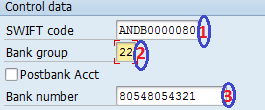 Control data
SWIFT code ANDB0000080 1
Bank group 22 2
Postbank Acct
Bank number 80548054321 3